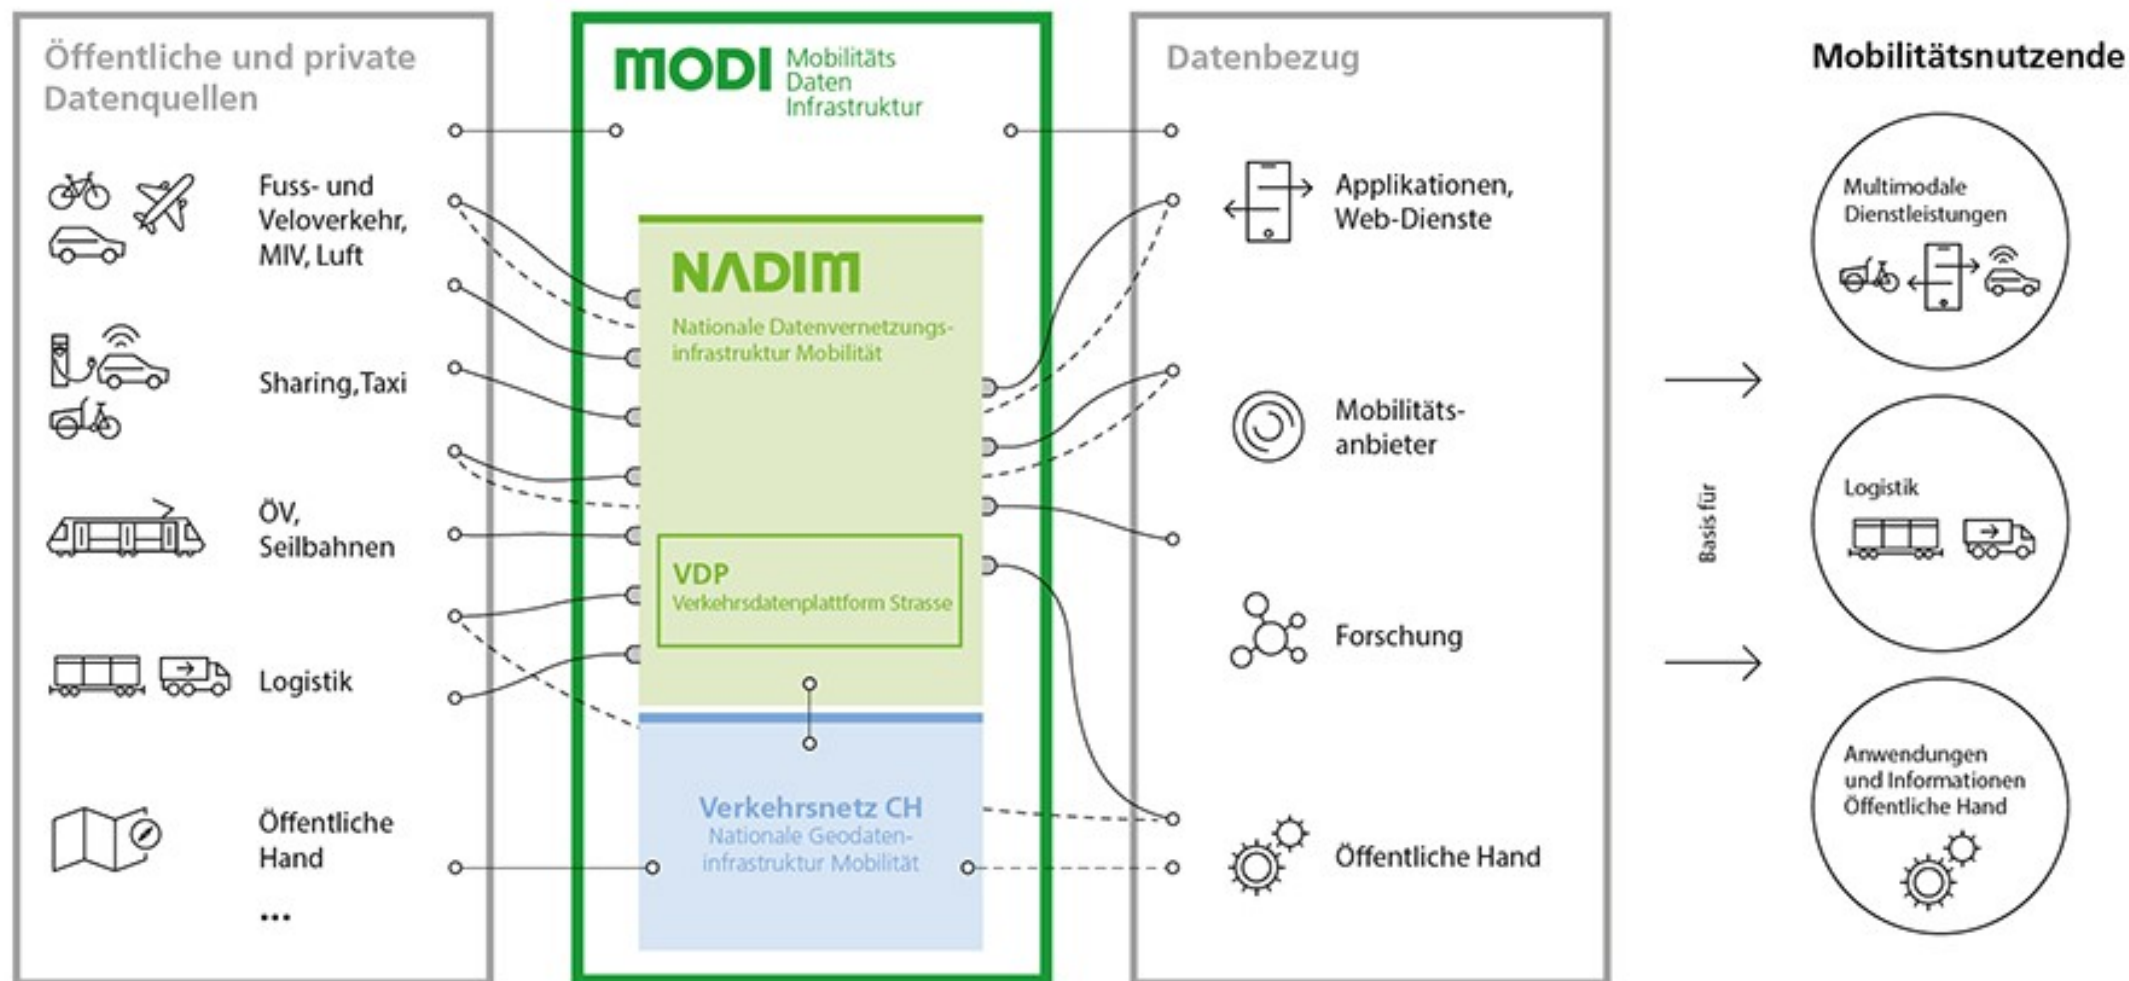 Öffentliche und private
Datenquellen
Fuss- und
Veloverkehr,
MIV, Luft
Sharing,Taxi
ÖV,
Seilbahnen
Logistik
Öffentliche
Hand
...
MODI
Mobilitäts
Daten
Infrastruktur
NADIM
Nationale Datenvernetzungs-
infrastruktur Mobilität
VDP
Verkehrsdatenplattform Strasse
Verkehrsnetz CH
Nationale Geodaten-
infrastruktur Mobilität
Datenbezug
Applikationen,
Web-Dienste
Mobilitäts-
anbieter
Forschung
Öffentliche Hand
Basis für
Mobilitätsnutzende
Multimodale
Dienstleistungen
Logistik
Anwendungen
und Informationen
Öffentliche Hand